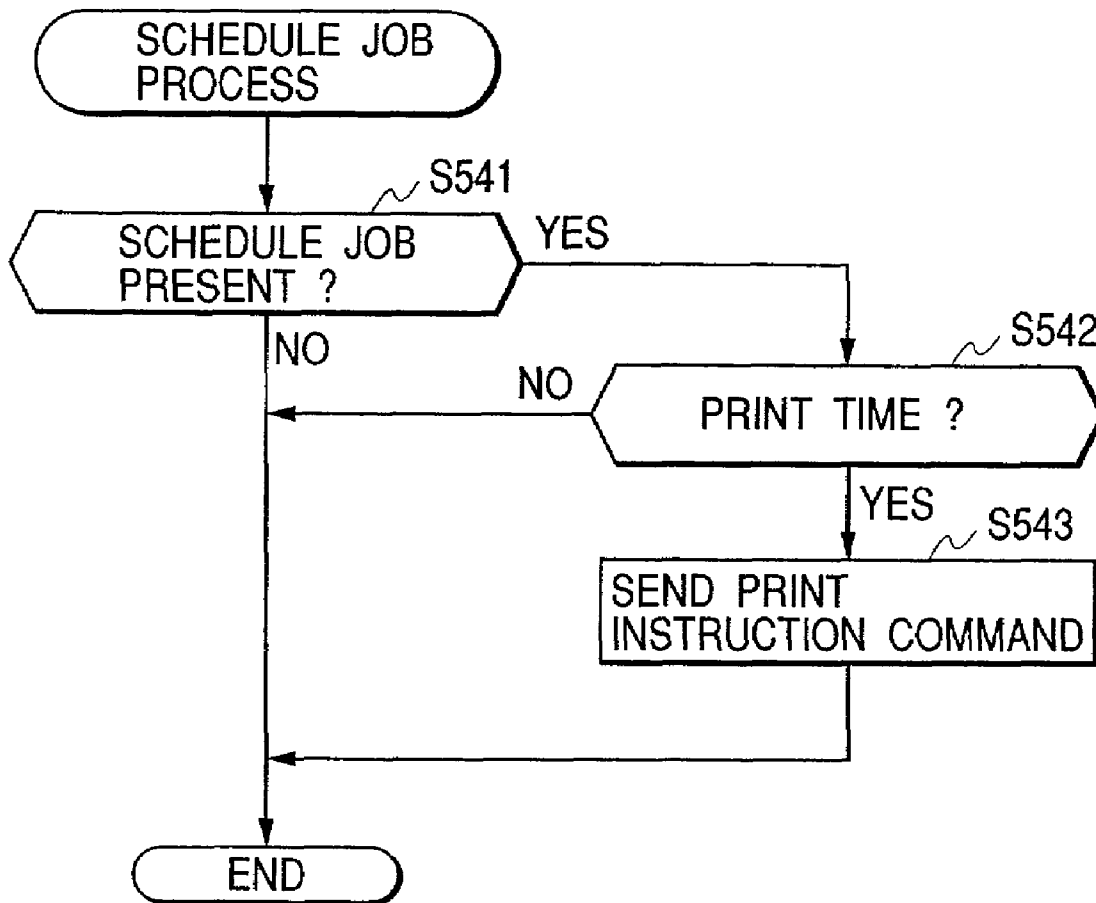 SCHEDULE JOB
PROCESS
S541
SCHEDULE JOB
PRESENT ?
YES
NO
S542
NO
PRINT TIME ?
YES
S543
SEND PRINT
INSTRUCTION COMMAND
END